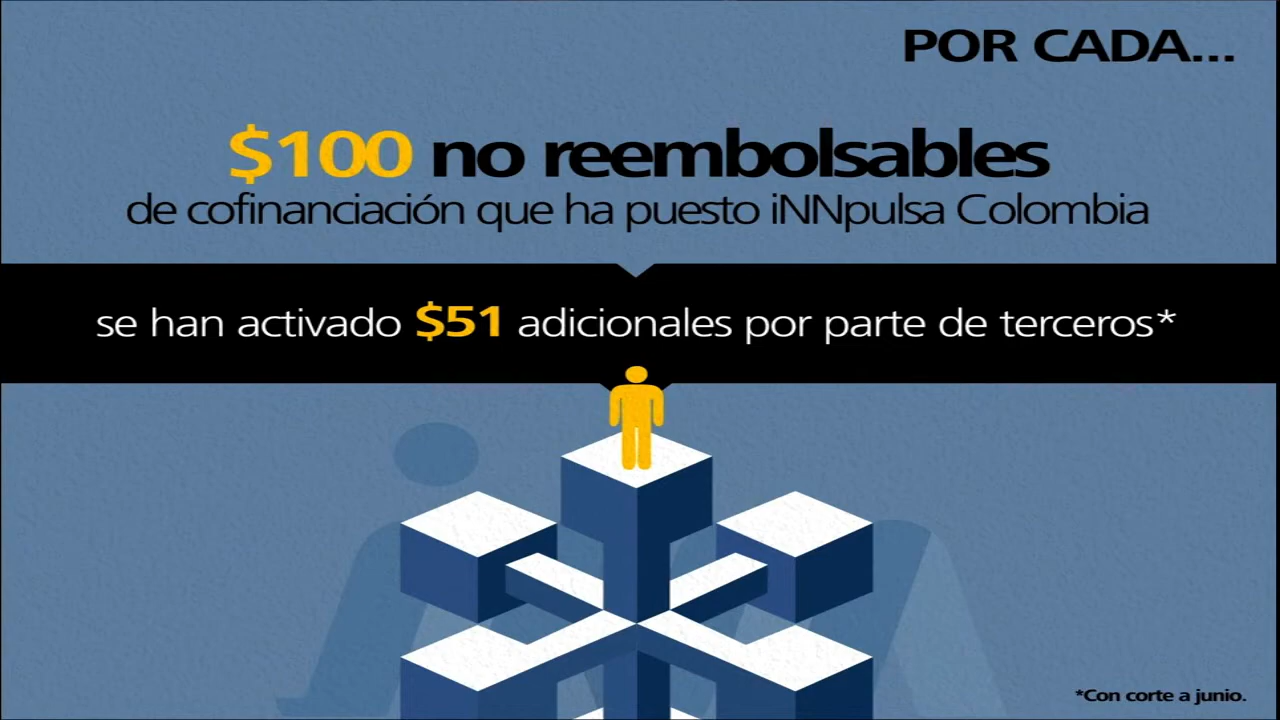 POR CADA...
$100 no reembolsables
de cofinanciación que ha puesto iNNpulsa Colombia
se han activado $51 adicionales por parte de terceros*
*Con corte a junio.